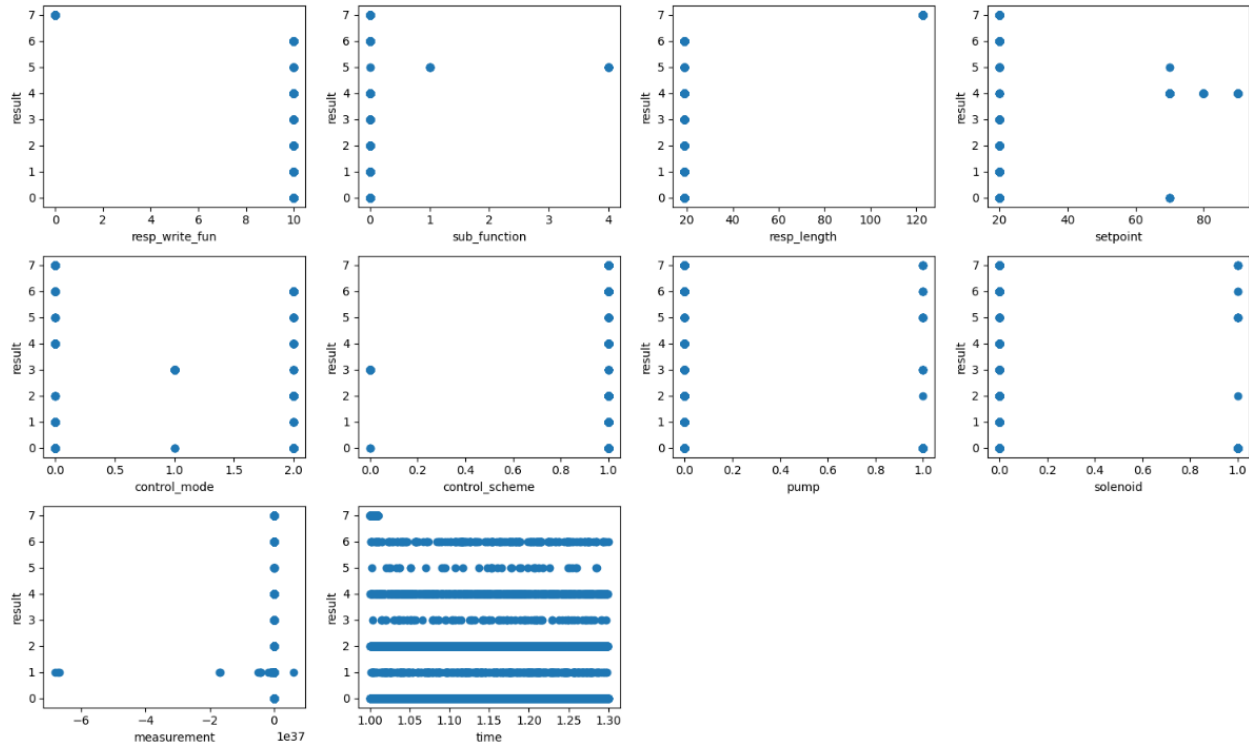 7
6
5
4
3
2
1
0
result
0 2 4 6 8 10
resp_write_fun
7
6
5
4
3
2
1
0
result
0 1 2 3 4
sub_function
7
6
5
4
3
2
1
0
result
20 40 60 80 100 120
resp_length
7
6
5
4
3
2
1
0
result
20 40 60 80
setpoint
7
6
5
4
3
2
1
0
result
0.0 0.5 1.0 1.5 2.0
control_mode
7
6
5
4
3
2
1
0
result
0.0 0.2 0.4 0.6 0.8 1.0
control_scheme
7
6
5
4
3
2
1
0
result
0.0 0.2 0.4 0.6 0.8 1.0
pump
7
6
5
4
3
2
1
0
result
0.0 0.2 0.4 0.6 0.8 1.0
solenoid
7
6
5
4
3
2
1
0
result
−6 −4 −2 0
measurement 1e37
7
6
5
4
3
2
1
0
result
1.00 1.05 1.10 1.15 1.20 1.25 1.30
time